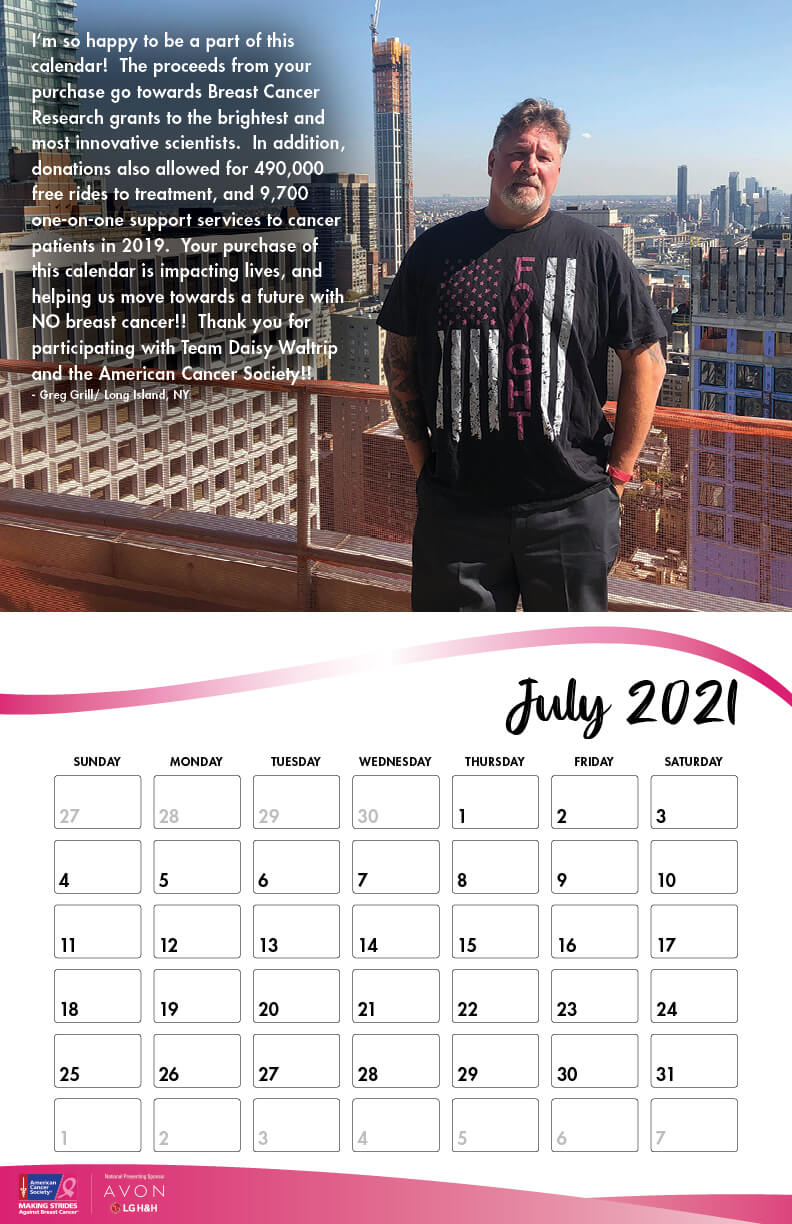 I'm so happy to be a part of this
calendar!  The proceeds from your
purchase go towards Breast Cancer
Research grants to the brightest and
most innovative scientists.  In addition,
donations also allowed for 490,000
free rides to treatment, and 9,700
one-on-one support services to cancer
patients in 2019.  Your purchase of
this calendar is impacting lives, and
helping us move towards a future with
NO breast cancer!!  Thank you for
participating with Team Daisy Waltrip
and the American Cancer Society!!
- Greg Grill/ Long Island, NY
FIGHT
July 2021
SUNDAY MONDAY TUESDAY WEDNESDAY THURSDAY FRIDAY SATURDAY
27 28 29 30 1 2 3
4 5 6 7 8 9 10
11 12 13 14 15 16 17
18 19 20 21 22 23 24
25 26 27 28 29 30 31
1 2 3 4 5 6 7
American
Cancer
Society®
MAKING STRIDES
Against Breast Cancer®
National Presenting Sponsor
AVON
LG H&H